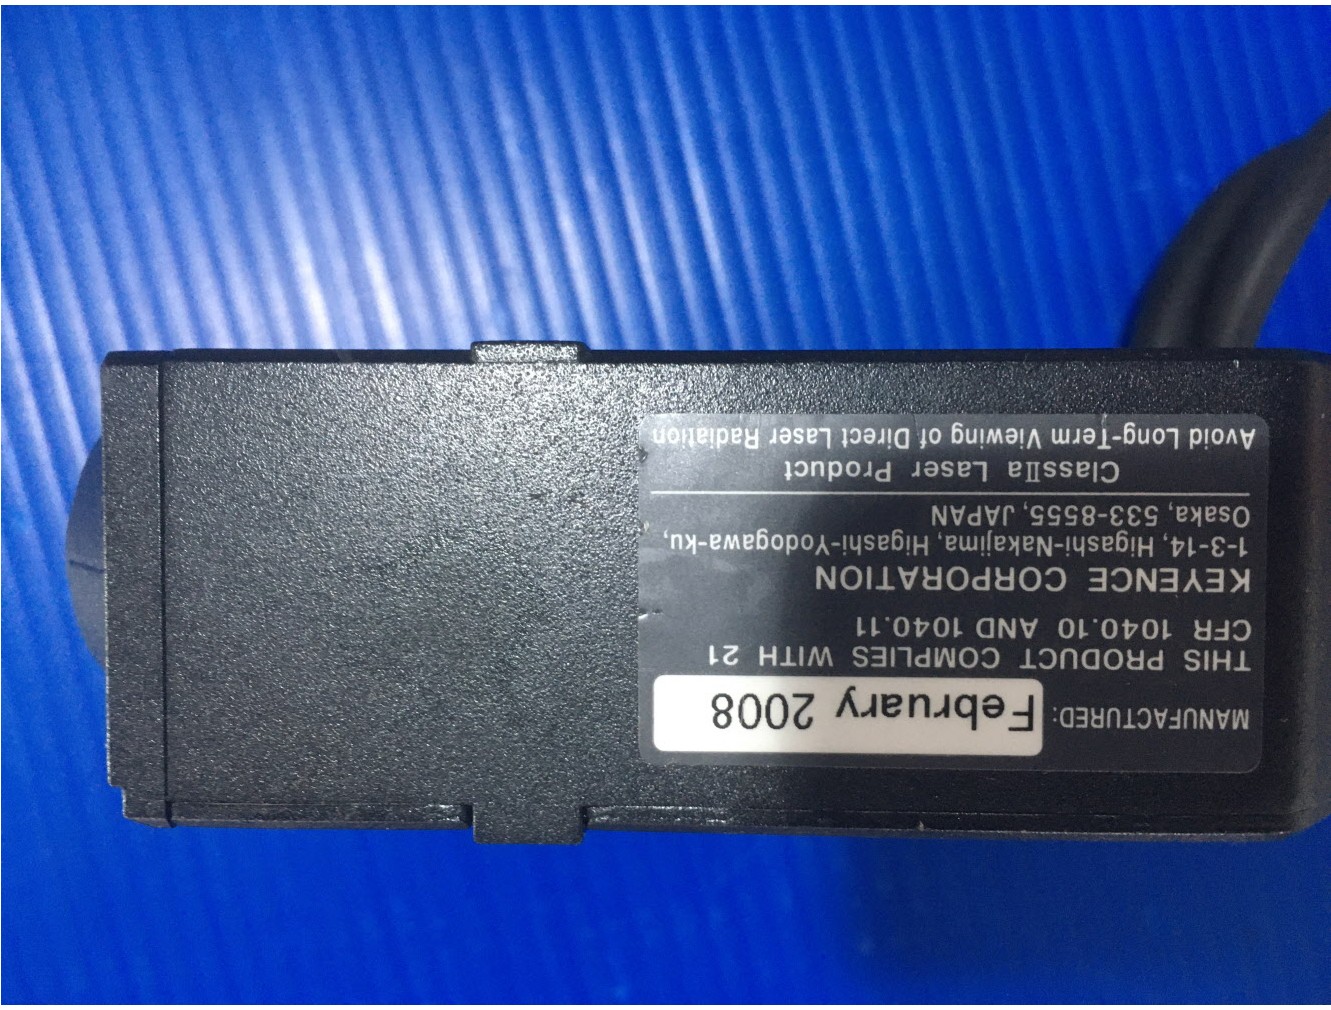 MANUFACTURED: February 2008
THIS PRODUCT COMPLIES WITH 21
CFR 1040.10 AND 1040.11
KEYENCE CORPORATION
1-3-14, Higashi-Nakajima, Higashi-Yodogawa-ku,
Osaka, 533-8555, JAPAN
ClassⅡa Laser Product
Avoid Long-Term Viewing of Direct Laser Radiation